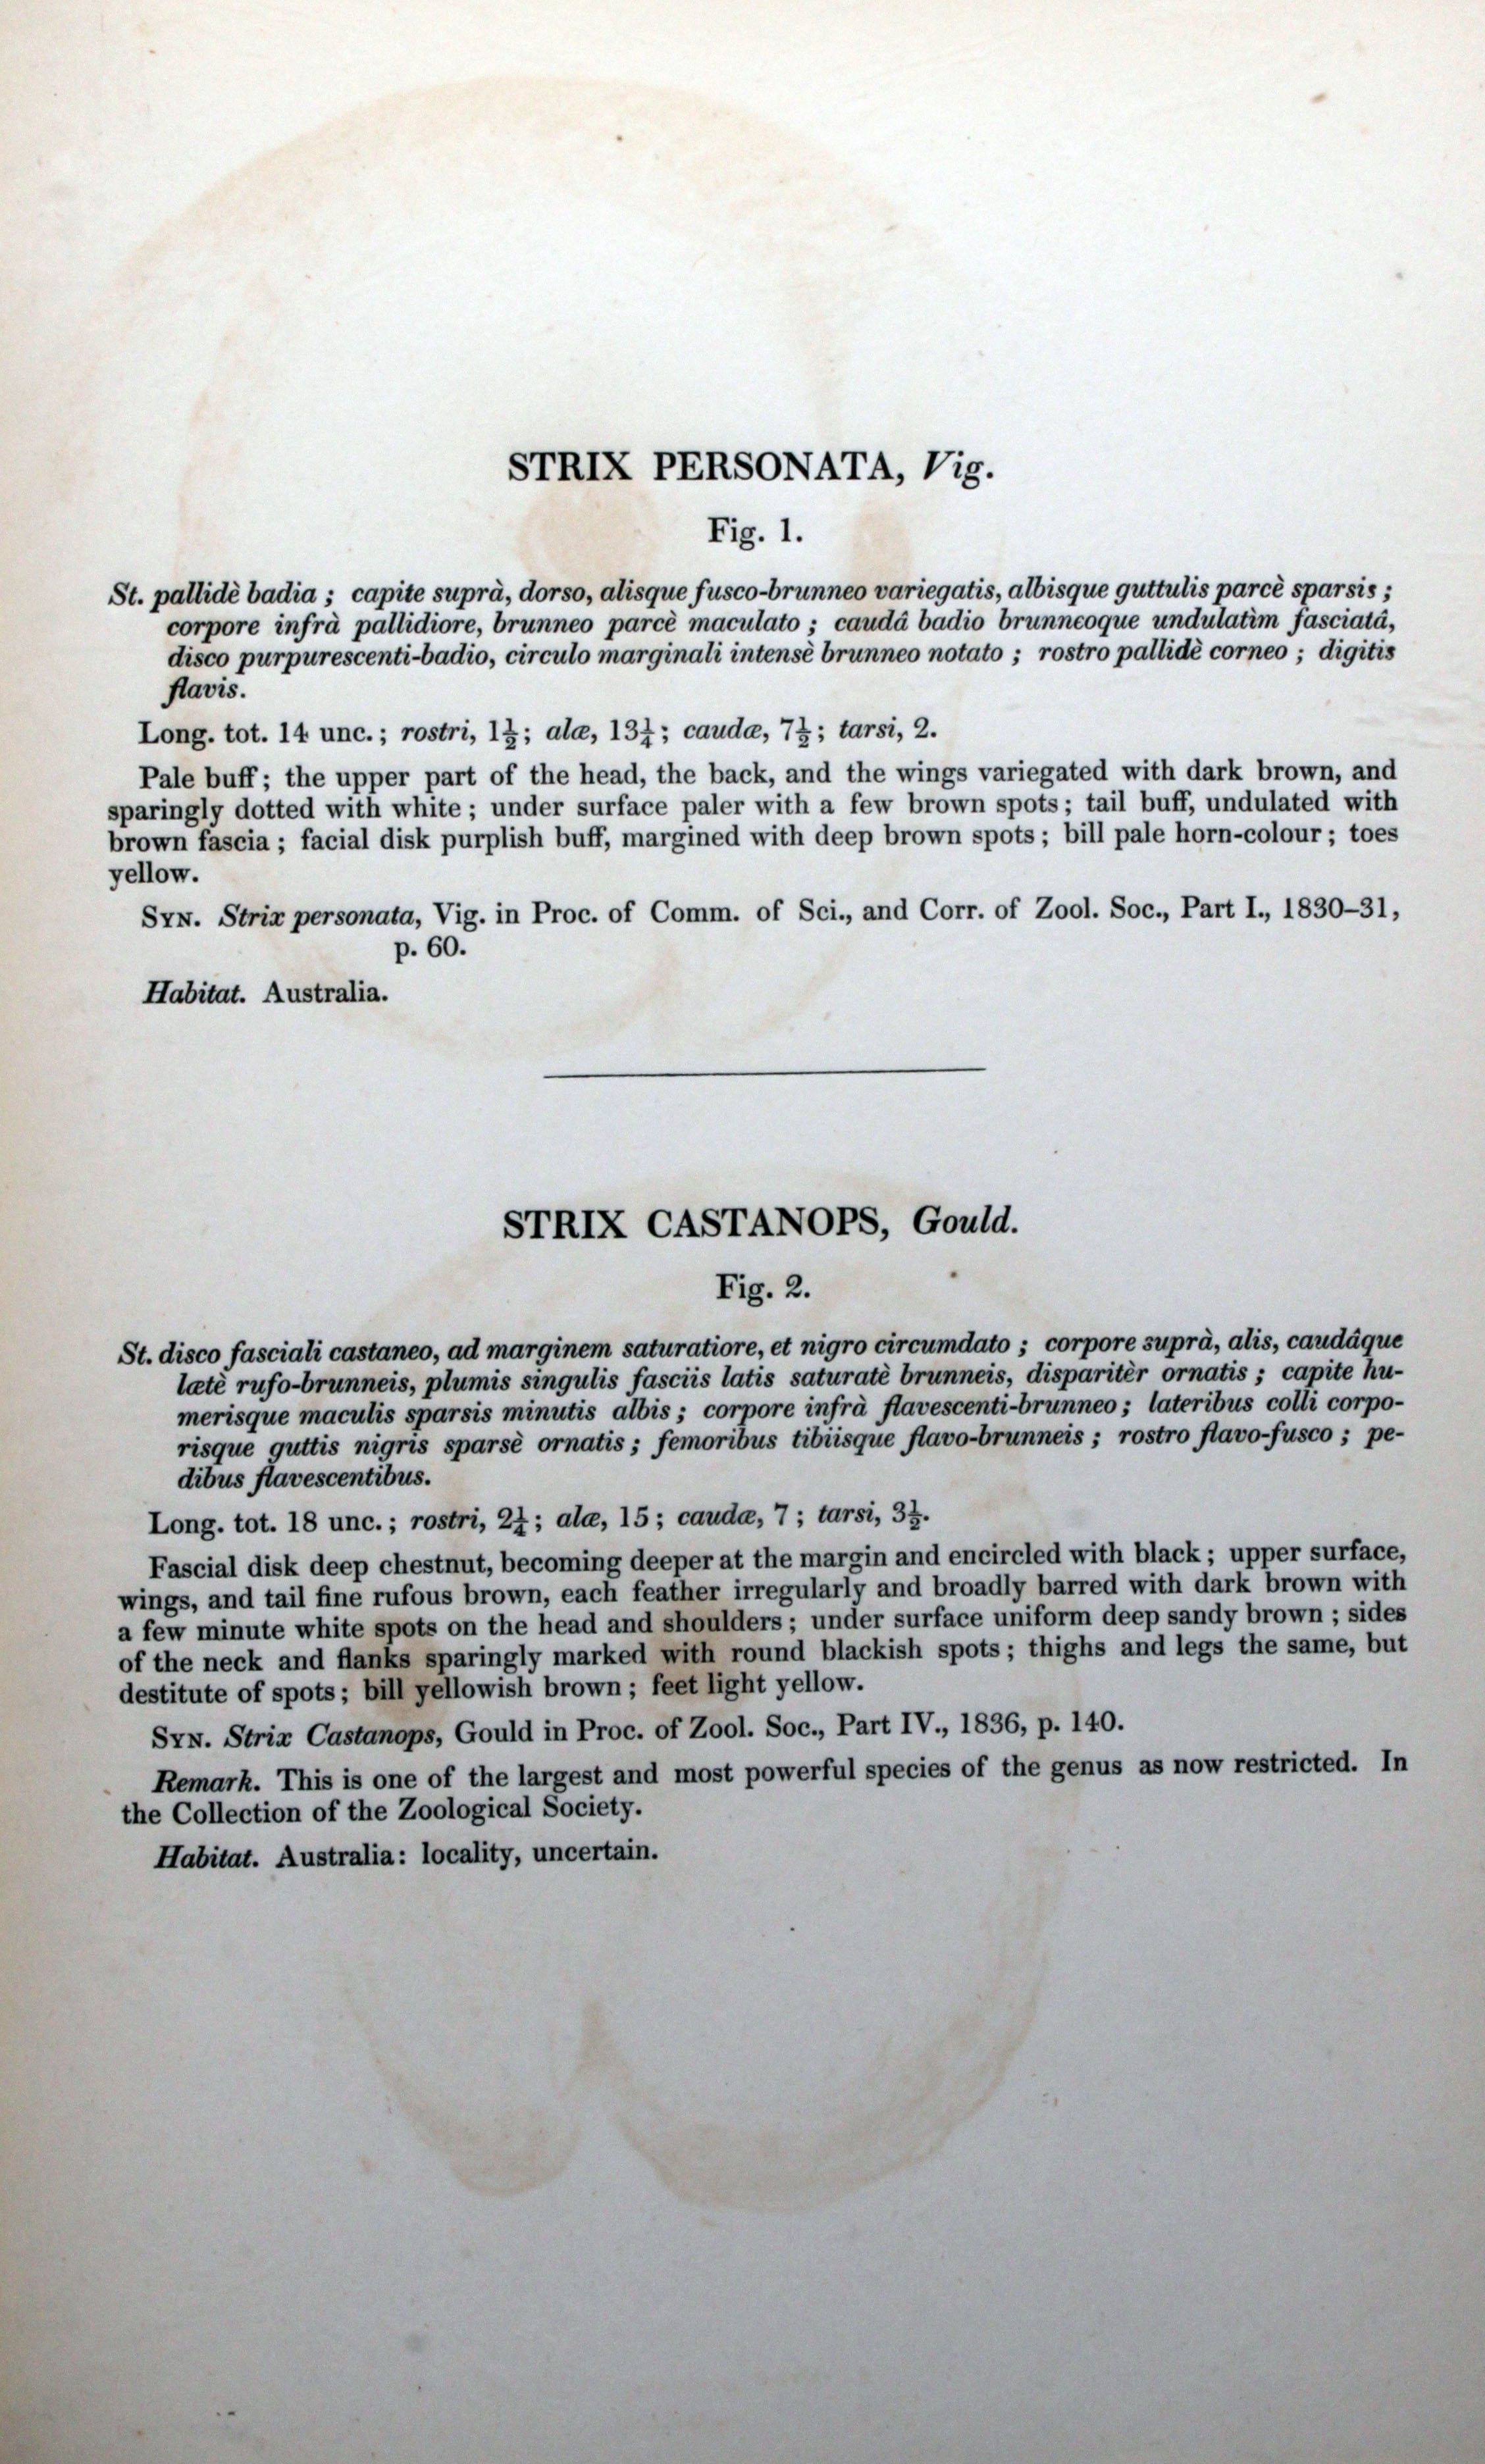 STRIX PERSONATA, Vig.
Fig. 1.
St. pallidè badia ; capite suprà, dorso, alisque fusco-brunneo variegatis, albisque guttulis parcè sparsis ;
corpore infrà pallidiore, brunneo parcè maculato ; caudâ badio brunneoque undulatìm fasciatâ,
disco purpurescenti-badio, circulo marginali intensè brunneo notato ; rostro pallidè corneo ; digitis
flavis.
Long. tot. 14 unc. ; rostri, 1½ ; alæ, 13¼ ; caudæ, 7½ ; tarsi, 2.
Pale buff ; the upper part of the head, the back, and the wings variegated with dark brown, and
sparingly dotted with white ; under surface paler with a few brown spots ; tail buff, undulated with
brown fascia ; facial disk purplish buff, margined with deep brown spots ; bill pale horn-colour ; toes
yellow.
Syn. Strix personata, Vig. in Proc. of Comm. of Sci., and Corr. of Zool. Soc., Part I., 1830–31,
p. 60.
Habitat. Australia.
STRIX CASTANOPS, Gould.
Fig. 2.
St. disco fasciali castaneo, ad marginem saturatiore, et nigro circumdato ; corpore suprà, alis, caudâque
lætè rufo-brunneis, plumis singulis fasciis latis saturatè brunneis, disparitèr ornatis ; capite hu-
merisque maculis sparsis minutis albis ; corpore infrà flavescenti-brunneo ; lateribus colli corpo-
risque guttis nigris sparsè ornatis ; femoribus tibiisque flavo-brunneis ; rostro flavo-fusco ; pe-
dibus flavescentibus.
Long. tot. 18 unc. ; rostri, 2¼ ; alæ, 15 ; caudæ, 7 ; tarsi, 3½.
Fascial disk deep chestnut, becoming deeper at the margin and encircled with black ; upper surface,
wings, and tail fine rufous brown, each feather irregularly and broadly barred with dark brown with
a few minute white spots on the head and shoulders ; under surface uniform deep sandy brown ; sides
of the neck and flanks sparingly marked with round blackish spots ; thighs and legs the same, but
destitute of spots ; bill yellowish brown ; feet light yellow.
Syn. Strix Castanops, Gould in Proc. of Zool. Soc., Part IV., 1836, p. 140.
Remark. This is one of the largest and most powerful species of the genus as now restricted. In
the Collection of the Zoological Society.
Habitat. Australia : locality, uncertain.